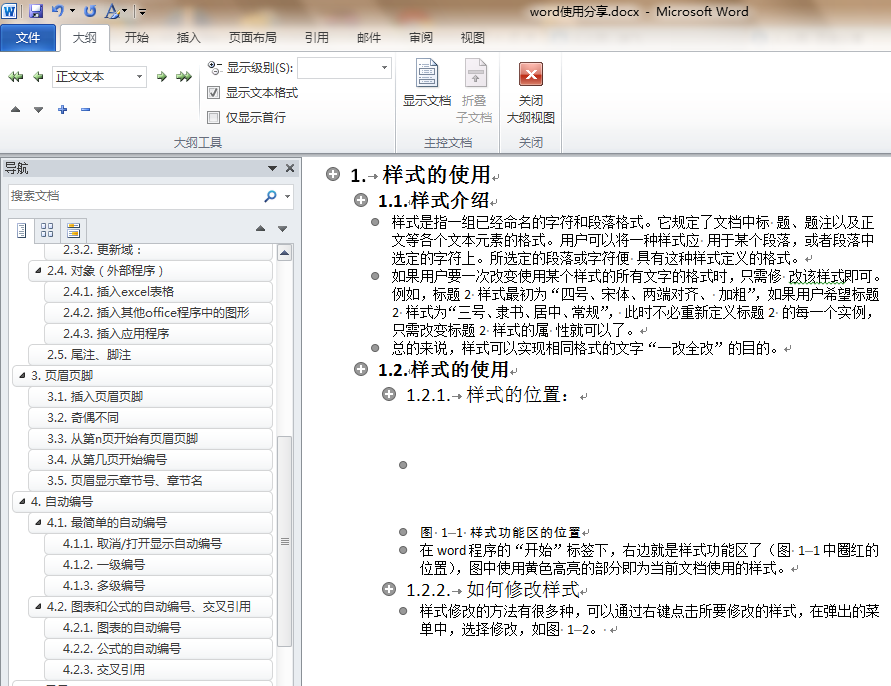 word使用分享.docx - Microsoft Word
文件 大纲 开始 插入 页面布局 引用 邮件 审阅 视图
正文文本
显示级别(S):
显示文本格式
仅显示首行
大纲工具
显示文档
折叠
子文档
主控文档
关闭
大纲视图
关闭
导航
搜索文档
2.3.2. 更新域：
2.4. 对象（外部程序）
2.4.1. 插入excel表格
2.4.2. 插入其他office程序中的图形
2.4.3. 插入应用程序
2.5. 尾注、脚注
3. 页眉页脚
3.1. 插入页眉页脚
3.2. 奇偶不同
3.3. 从第n页开始有页眉页脚
3.4. 从第几页开始编号
3.5. 页眉显示章节号、章节名
4. 自动编号
4.1. 最简单的自动编号
4.1.1. 取消/打开显示自动编号
4.1.2. 一级编号
4.1.3. 多级编号
4.2. 图表和公式的自动编号、交叉引用
4.2.1. 图表的自动编号
4.2.2. 公式的自动编号
4.2.3. 交叉引用
1. 样式的使用
1.1. 样式介绍
样式是指一组已经命名的字符和段落格式。它规定了文档中标 题、题注以及正
文等各个文本元素的格式。用户可以将一种样式应 用于某个段落，或者段落中
选定的字符上。所选定的段落或字符便 具有这种样式定义的格式。
如果用户要一次改变使用某个样式的所有文字的格式时，只需修 改该样式即可。
例如，标题 2 样式最初为“四号、宋体、两端对齐、 加粗”，如果用户希望标题
2 样式为“三号、隶书、居中、常规”， 此时不必重新定义标题 2 的每一个实例，
只需改变标题 2 样式的属 性就可以了。
总的来说，样式可以实现相同格式的文字“一改全改”的目的。
1.2. 样式的使用
1.2.1. 样式的位置：
图 1–1 样式功能区的位置
在 word 程序的“开始”标签下，右边就是样式功能区了（图 1–1 中圈红的
位置），图中使用黄色高亮的部分即为当前文档使用的样式。
1.2.2. 如何修改样式
样式修改的方法有很多种，可以通过右键点击所要修改的样式，在弹出的菜
单中，选择修改，如图 1–2。